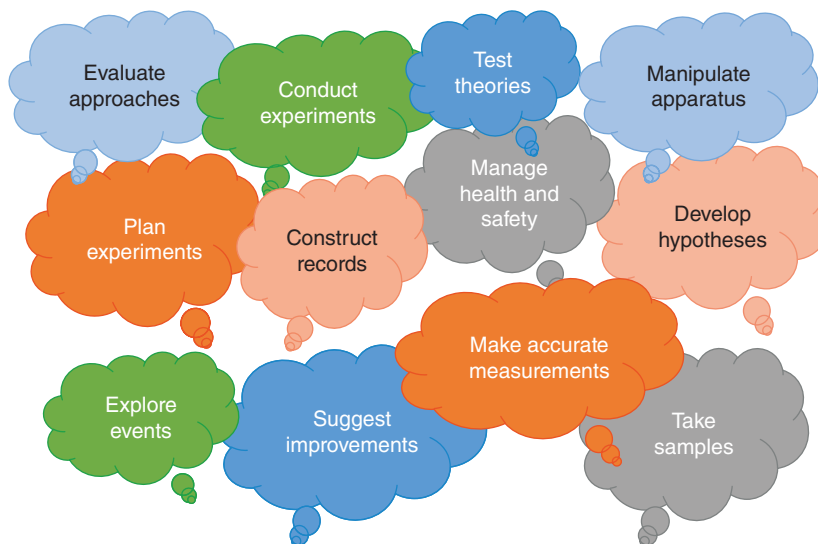 Evaluate
approaches
Conduct
experiments
Test
theories
Manipulate
apparatus
Plan
experiments
Construct
records
Manage
health and
safety
Develop
hypotheses
Explore
events
Suggest
improvements
Make accurate
measurements
Take
samples